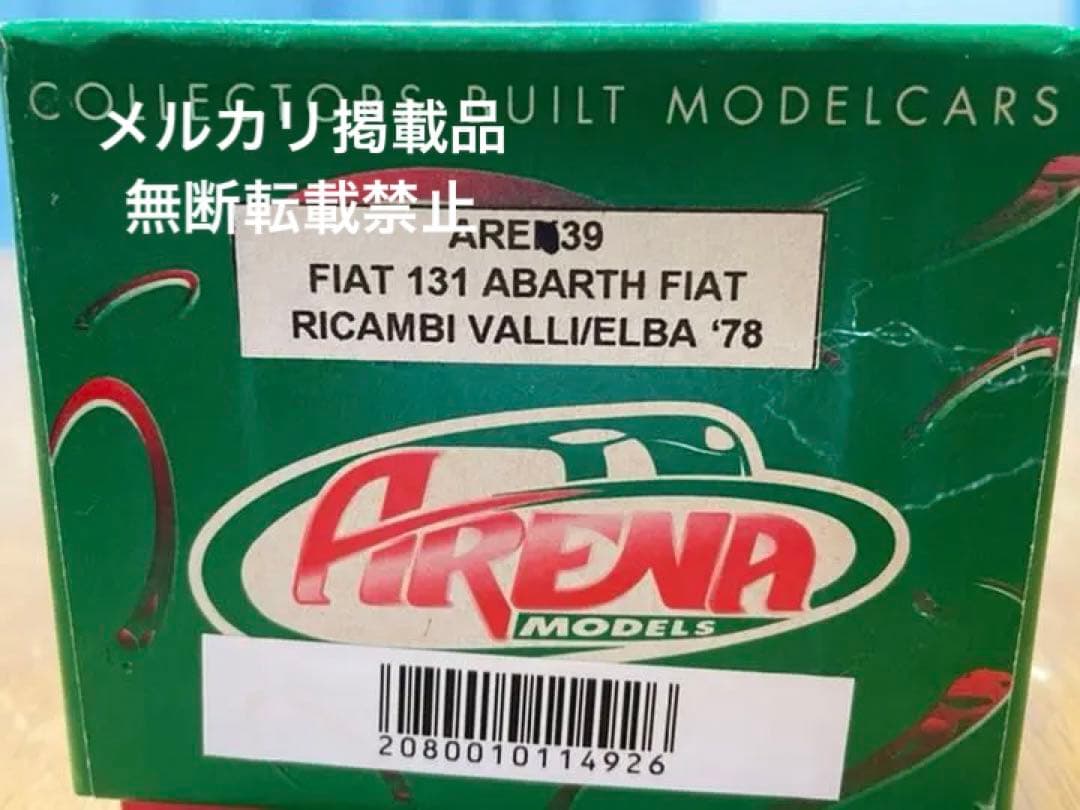 COLLECTORS BUILT MODELCARS
メルカリ掲載品
無断転載禁止
39
FIAT 131 ABARTH FIAT
RICAMBI VALLI/ELBA ‘78
ARENA
MODELS
2080010114926